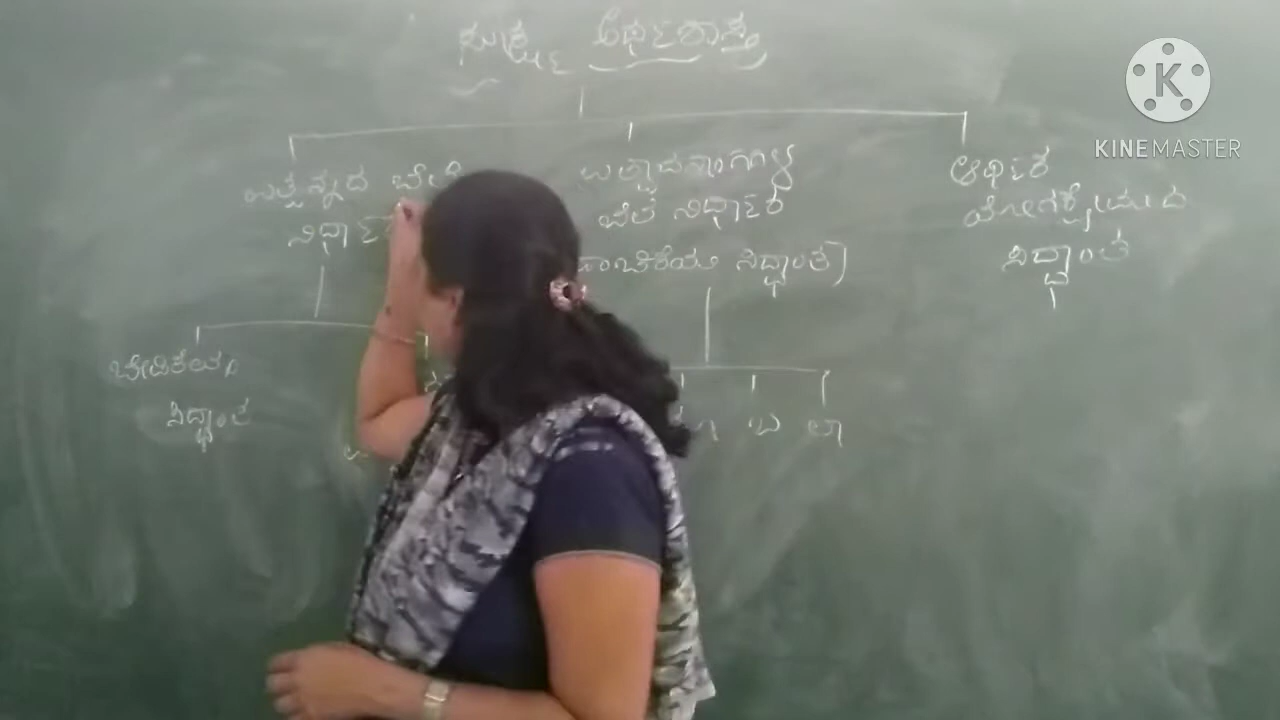 ಸೂಕ್ಷ್ಮ ಅರ್ಥಶಾಸ್ತ್ರ
ಉತ್ಪನ್ನದ ಬೇಲೆ
ನಿರ್ಧಾರ
ಉತ್ಪಾದನಾಂಗಗಳ
ಬೆಲೆ ನಿರ್ಧಾರ
ಸಿದ್ಧಾಂತ)
ಆರ್ಥಿಕ
ಯೋಗಕ್ಷೇಮದ
ಸಿದ್ಧಾಂತ
ಬೇಡಿಕೆಯ
ಸಿದ್ಧಾಂತ
ಗೇ ಬ ಲಾ
KINEMASTER